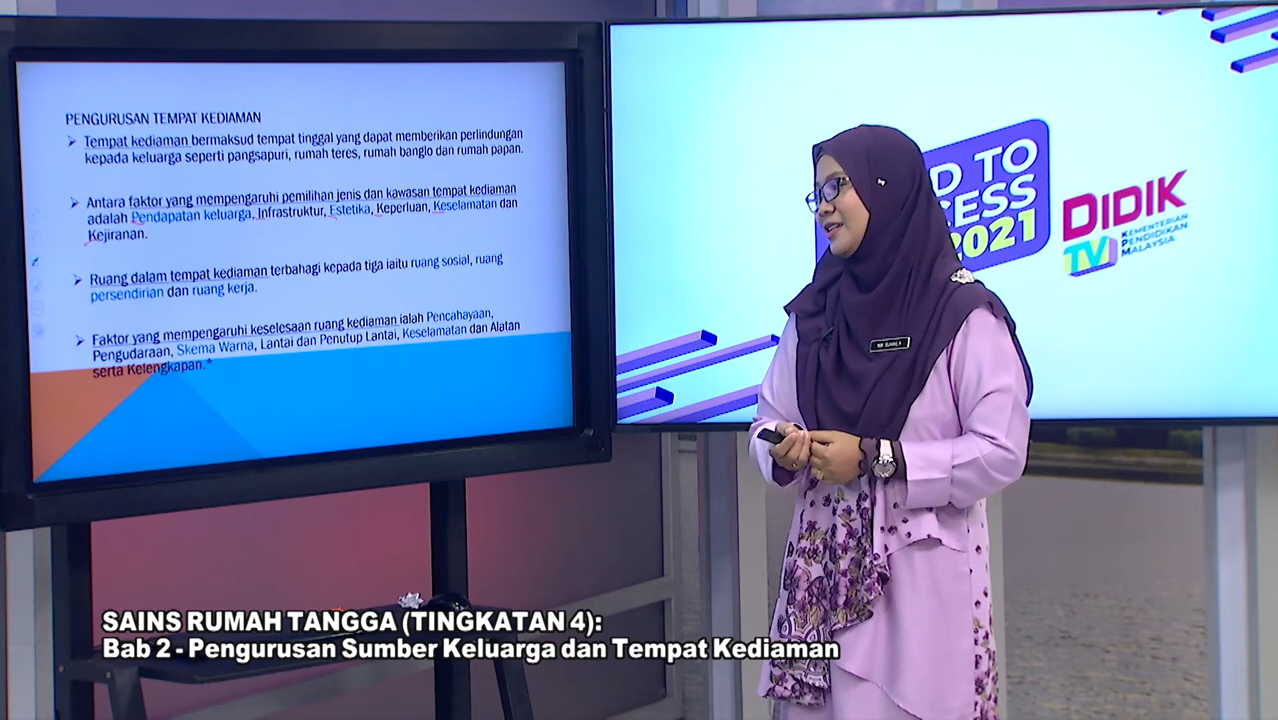 PENGURUSAN TEMPAT KEDIAMAN
Tempat kediaman bermaksud tempat tinggal yang dapat memberikan perlindungan
kepada keluarga seperti pangsapuri, rumah teres, rumah banglo dan rumah papan.
Antara faktor yang mempengaruhi pemilihan jenis dan kawasan tempat kediaman
adalah Pendapatan keluarga, Infrastruktur, Estetika, Keperluan, Keselamatan dan
Kejiranan.
Ruang dalam tempat kediaman terbahagi kepada tiga iaitu ruang sosial, ruang
persendirian dan ruang kerja.
Faktor yang mempengaruhi keselesaan ruang kediaman ialah Pencahayaan,
Pengudaraan, Skema Warna, Lantai dan Penutup Lantai, Keselamatan dan Alatan
serta Kelengkapan.*
D TO
CESS
2021
DIDIK
TV
KEMENTERIAN
PENDIDIKAN
MALAYSIA
SAINS RUMAH TANGGA (TINGKATAN 4):
Bab 2 - Pengurusan Sumber Keluarga dan Tempat Kediaman